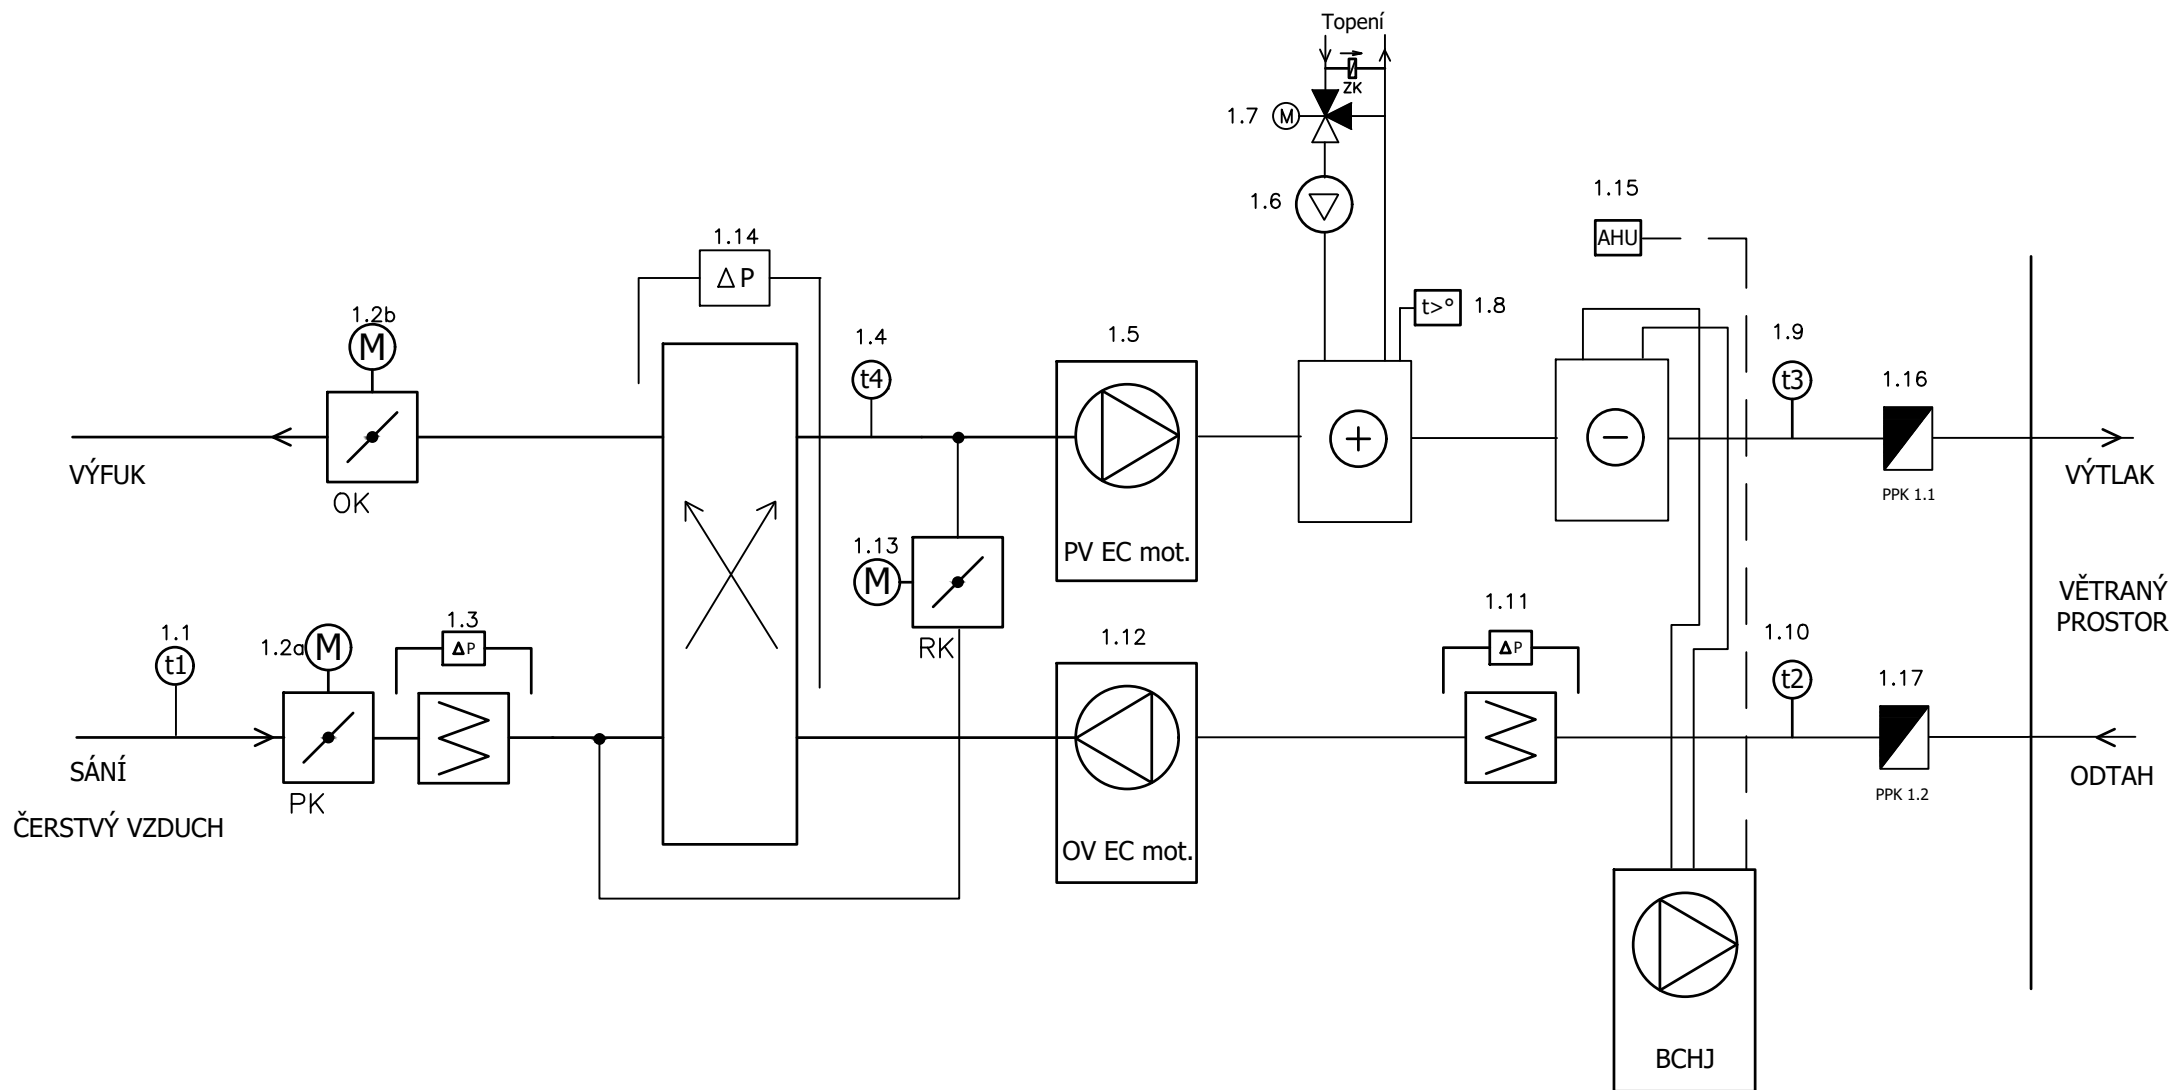 Topení
ZK
1.7
M
1.6
1.15
AHU
1.14
ΔP
1.2b
M
1.4
t4
1.5
t>°
1.8
1.9
t3
1.16
+
−
VÝFUK
OK
VÝTLAK
PPK 1.1
1.13
M
PV EC mot.
RK
VĚTRANÝ
PROSTOR
1.1
t1
1.2a
M
1.3
ΔP
1.12
1.11
ΔP
1.10
t2
1.17
SÁNÍ
PK
ČERSTVÝ VZDUCH
OV EC mot.
PPK 1.2
ODTAH
BCHJ